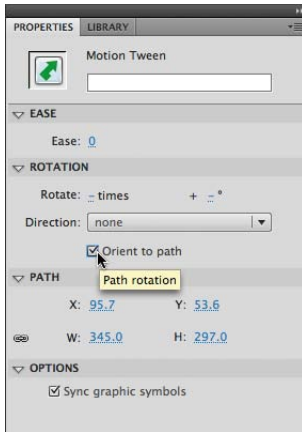 PROPERTIES LIBRARY
Motion Tween
EASE
Ease: 0
ROTATION
Rotate: – times + – °
Direction: none
Orient to path
Path rotation
PATH
X: 95.7 Y: 53.6
W: 345.0 H: 297.0
OPTIONS
Sync graphic symbols